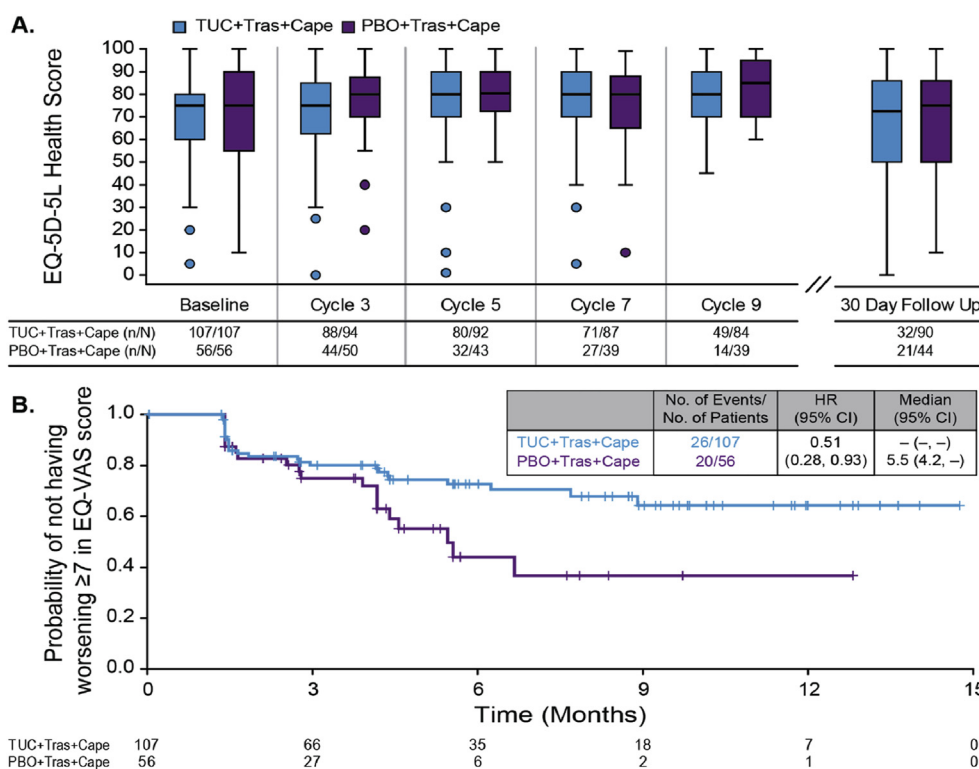 A.
TUC+Tras+Cape PBO+Tras+Cape
EQ-5D-5L Health Score
100
90
80
70
60
50
40
30
20
10
0
Baseline Cycle 3 Cycle 5 Cycle 7 Cycle 9 30 Day Follow Up
TUC+Tras+Cape (n/N) 107/107 88/94 80/92 71/87 49/84 32/90
PBO+Tras+Cape (n/N) 56/56 44/50 32/43 27/39 14/39 21/44
B.
No. of Events/ No. of Patients HR (95% CI) Median (95% CI)
TUC+Tras+Cape 26/107 0.51 – (–, –)
PBO+Tras+Cape 20/56 (0.28, 0.93) 5.5 (4.2, –)
Probability of not having
worsening ≥7 in EQ-VAS score
1.0
0.8
0.6
0.4
0.2
0.0
0 3 6 9 12 15
Time (Months)
TUC+Tras+Cape 107 66 35 18 7 0
PBO+Tras+Cape 56 27 6 2 1 0